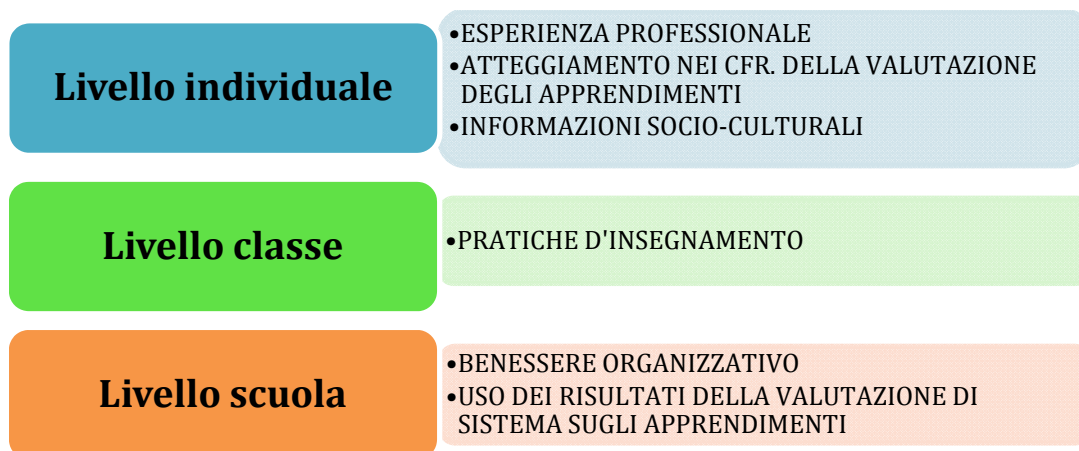 Livello individuale
•ESPERIENZA PROFESSIONALE
•ATTEGGIAMENTO NEI CFR. DELLA VALUTAZIONE
DEGLI APPRENDIMENTI
•INFORMAZIONI SOCIO-CULTURALI
Livello classe
•PRATICHE D'INSEGNAMENTO
Livello scuola
•BENESSERE ORGANIZZATIVO
•USO DEI RISULTATI DELLA VALUTAZIONE DI
SISTEMA SUGLI APPRENDIMENTI